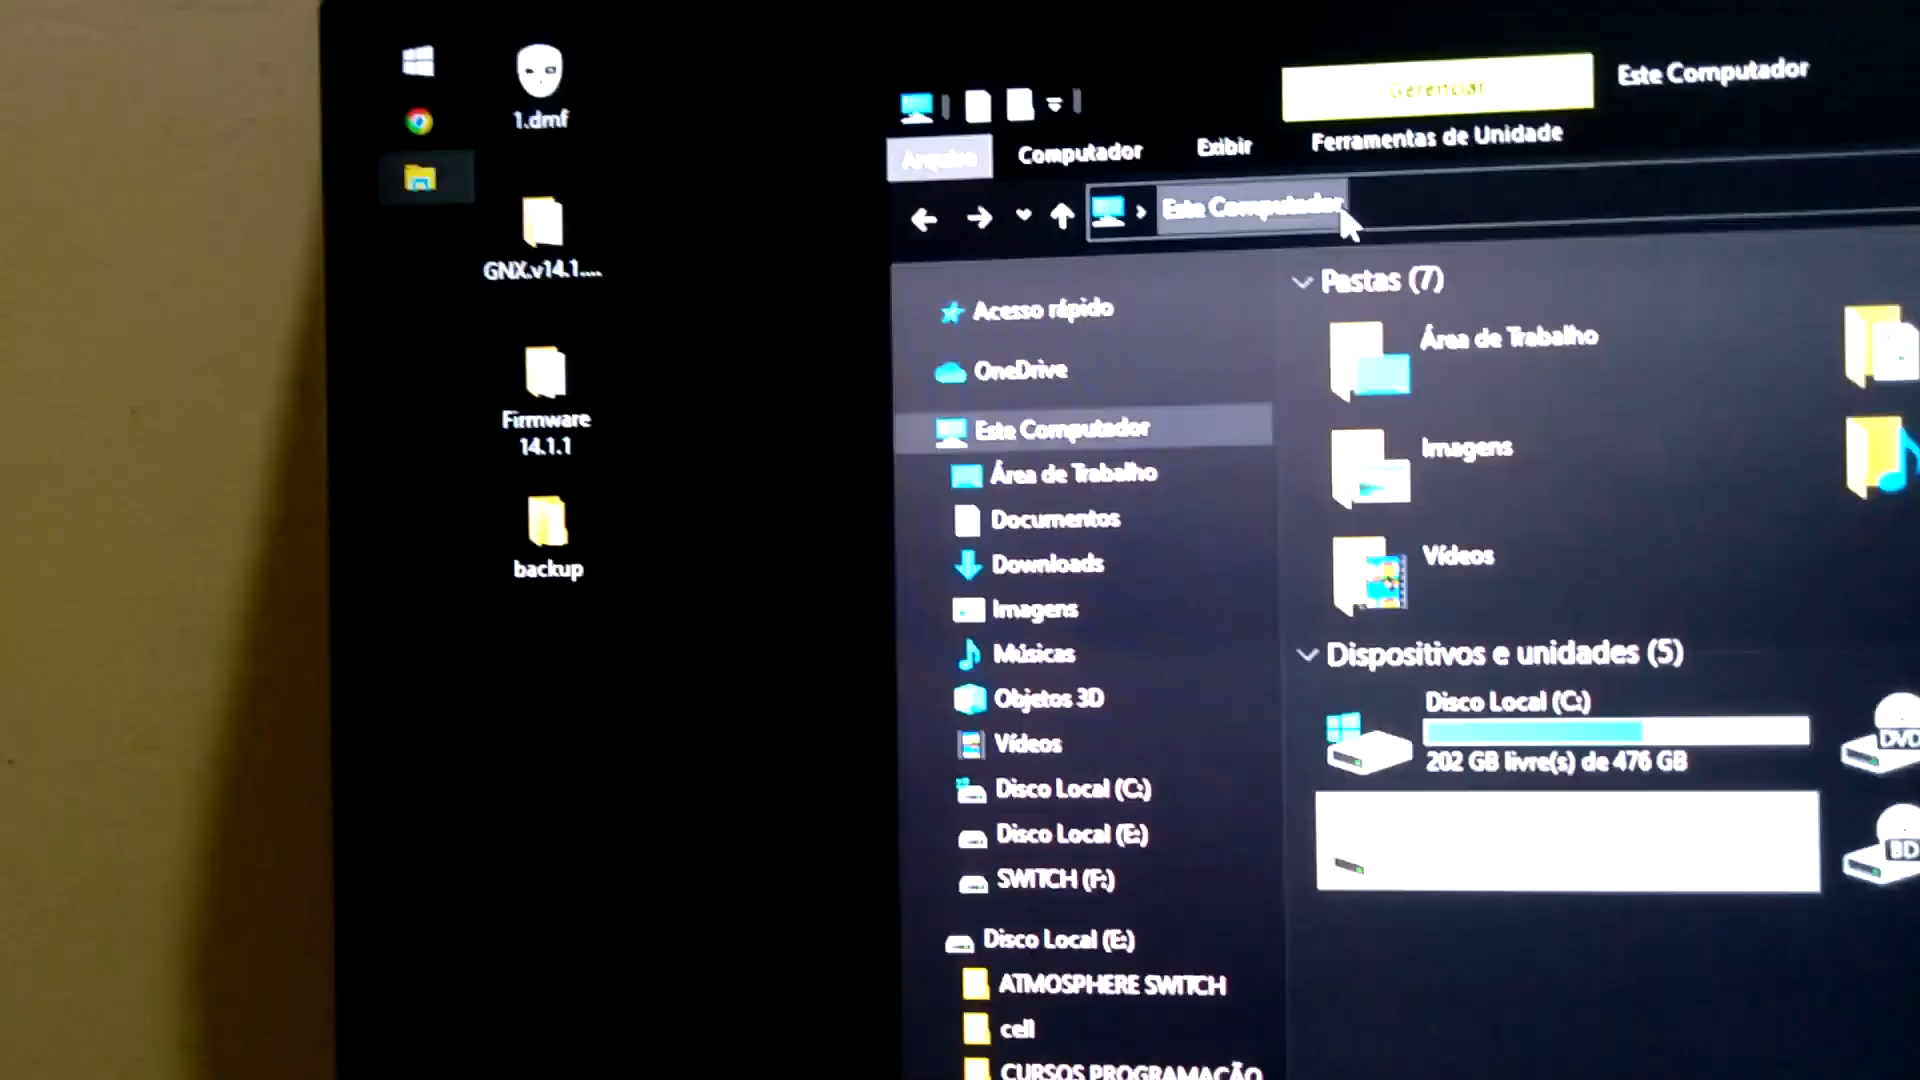 1.dmf
GNX.v14.1....
Firmware
14.1.1
backup
Gerenciar
Este Computador
Arquivo
Computador
Exibir
Ferramentas de Unidade
Este Computador
Acesso rápido
OneDrive
Este Computador
Área de Trabalho
Documentos
Downloads
Imagens
Músicas
Objetos 3D
Vídeos
Disco Local (C:)
Disco Local (E:)
SWITCH (F:)
Disco Local (E:)
ATMOSPHERE SWITCH
cell
CURSOS PROGRAMAÇÃO
Pastas (7)
Área de Trabalho
Imagens
Vídeos
Dispositivos e unidades (5)
Disco Local (C:)
202 GB livre(s) de 476 GB
DVD
BD